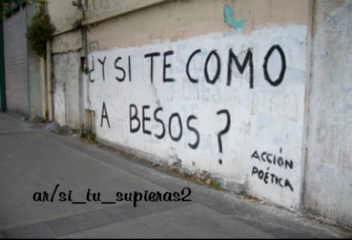 ¿Y SI TE COMO
A BESOS?
ACCIÓN
POÉTICA
ar/si_tu_supieras2